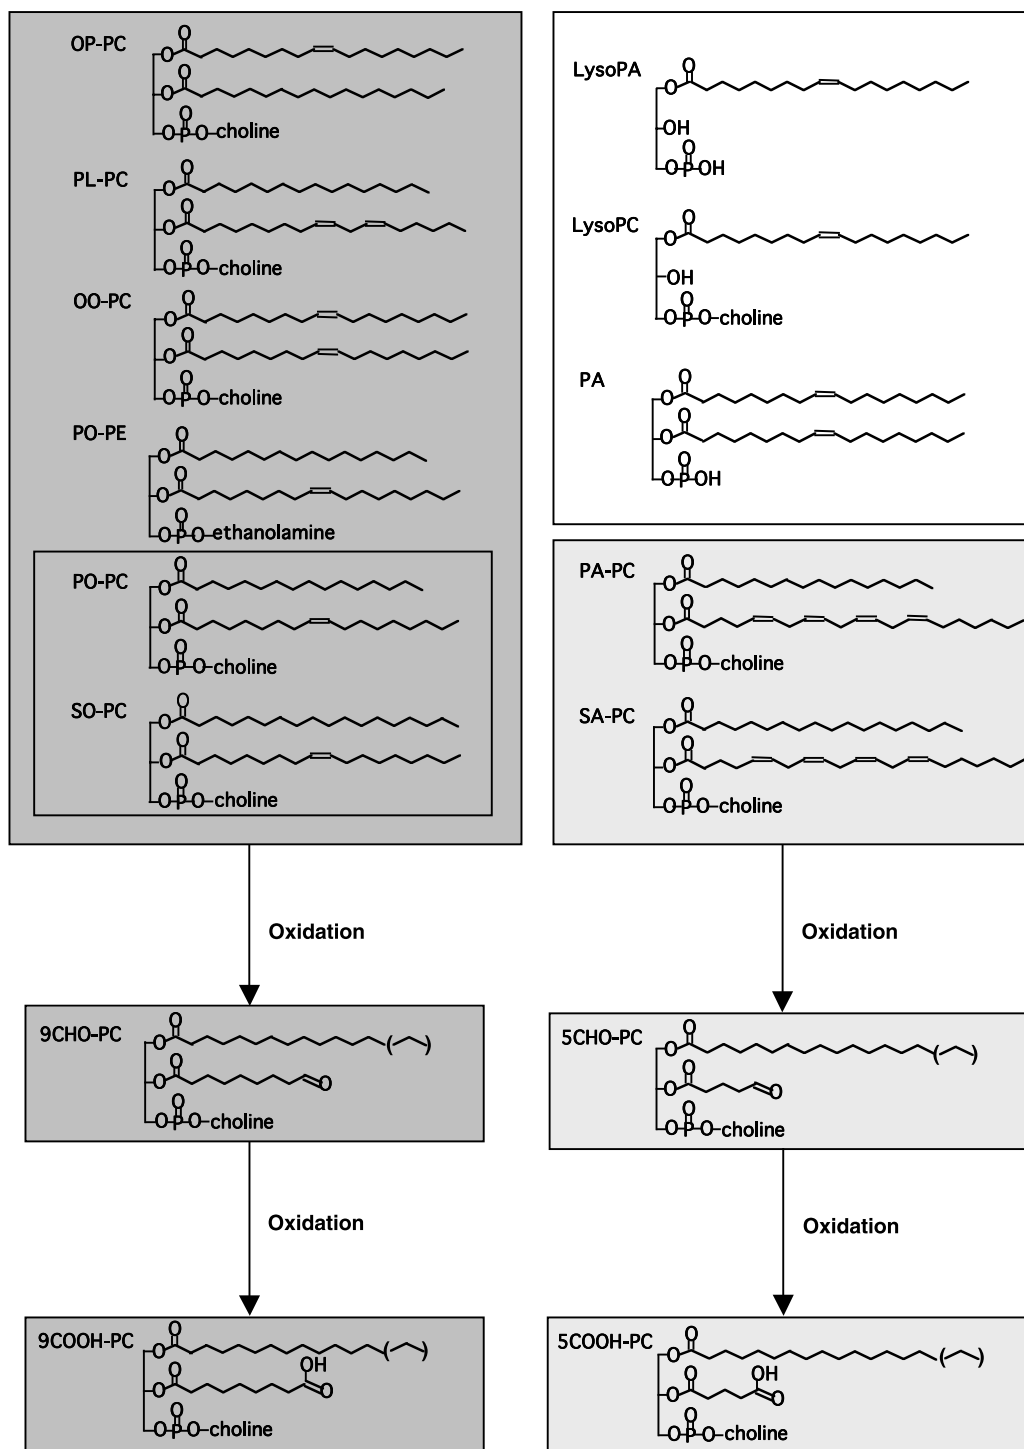 OP-PC
O
O
O
O
O
O P O-choline
PL-PC
O
O
O
O
O
O P O-choline
OO-PC
O
O
O
O
O
O P O-choline
PO-PE
O
O
O
O
O
O P O-ethanolamine
PO-PC
O
O
O
O
O
O P O-choline
SO-PC
O
O
O
O
O
O P O-choline
LysoPA
O
O
OH
O
O P OH
LysoPC
O
O
OH
O
O P O-choline
PA
O
O
O
O
O
O P OH
PA-PC
O
O
O
O
O
O P O-choline
SA-PC
O
O
O
O
O
O P O-choline
Oxidation
Oxidation
9CHO-PC
O
O
( )
O
O
O
O
O P O-choline
5CHO-PC
O
O
( )
O
O
O
O
O P O-choline
Oxidation
Oxidation
9COOH-PC
O
O
( )
OH
O
O
O
O
O P O-choline
5COOH-PC
O
O
( )
OH
O
O
O
O
O P O-choline